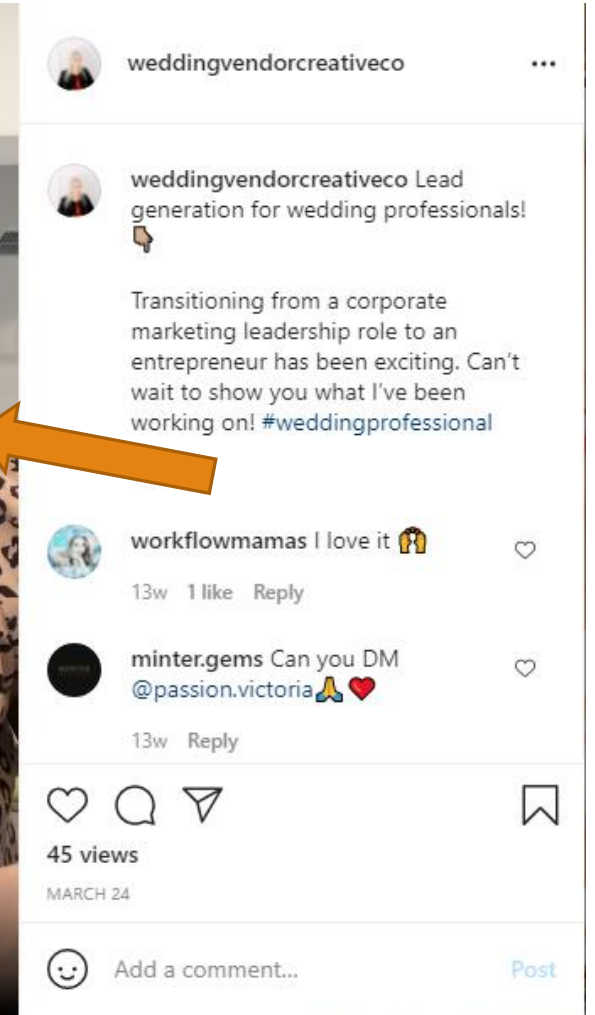 weddingvendorcreativeco
weddingvendorcreativeco Lead
generation for wedding professionals!
👇🏽
Transitioning from a corporate
marketing leadership role to an
entrepreneur has been exciting. Can't
wait to show you what I've been
working on! #weddingprofessional
workflowmamas I love it 🙌
13w 1 like Reply
minter.gems Can you DM
@passion.victoria🙏❤️
13w Reply
45 views
MARCH 24
Add a comment...
Post